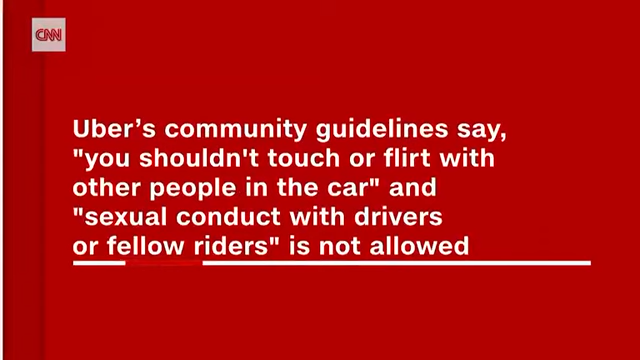 CNN
Uber’s community guidelines say,
"you shouldn't touch or flirt with
other people in the car" and
"sexual conduct with drivers
or fellow riders" is not allowed